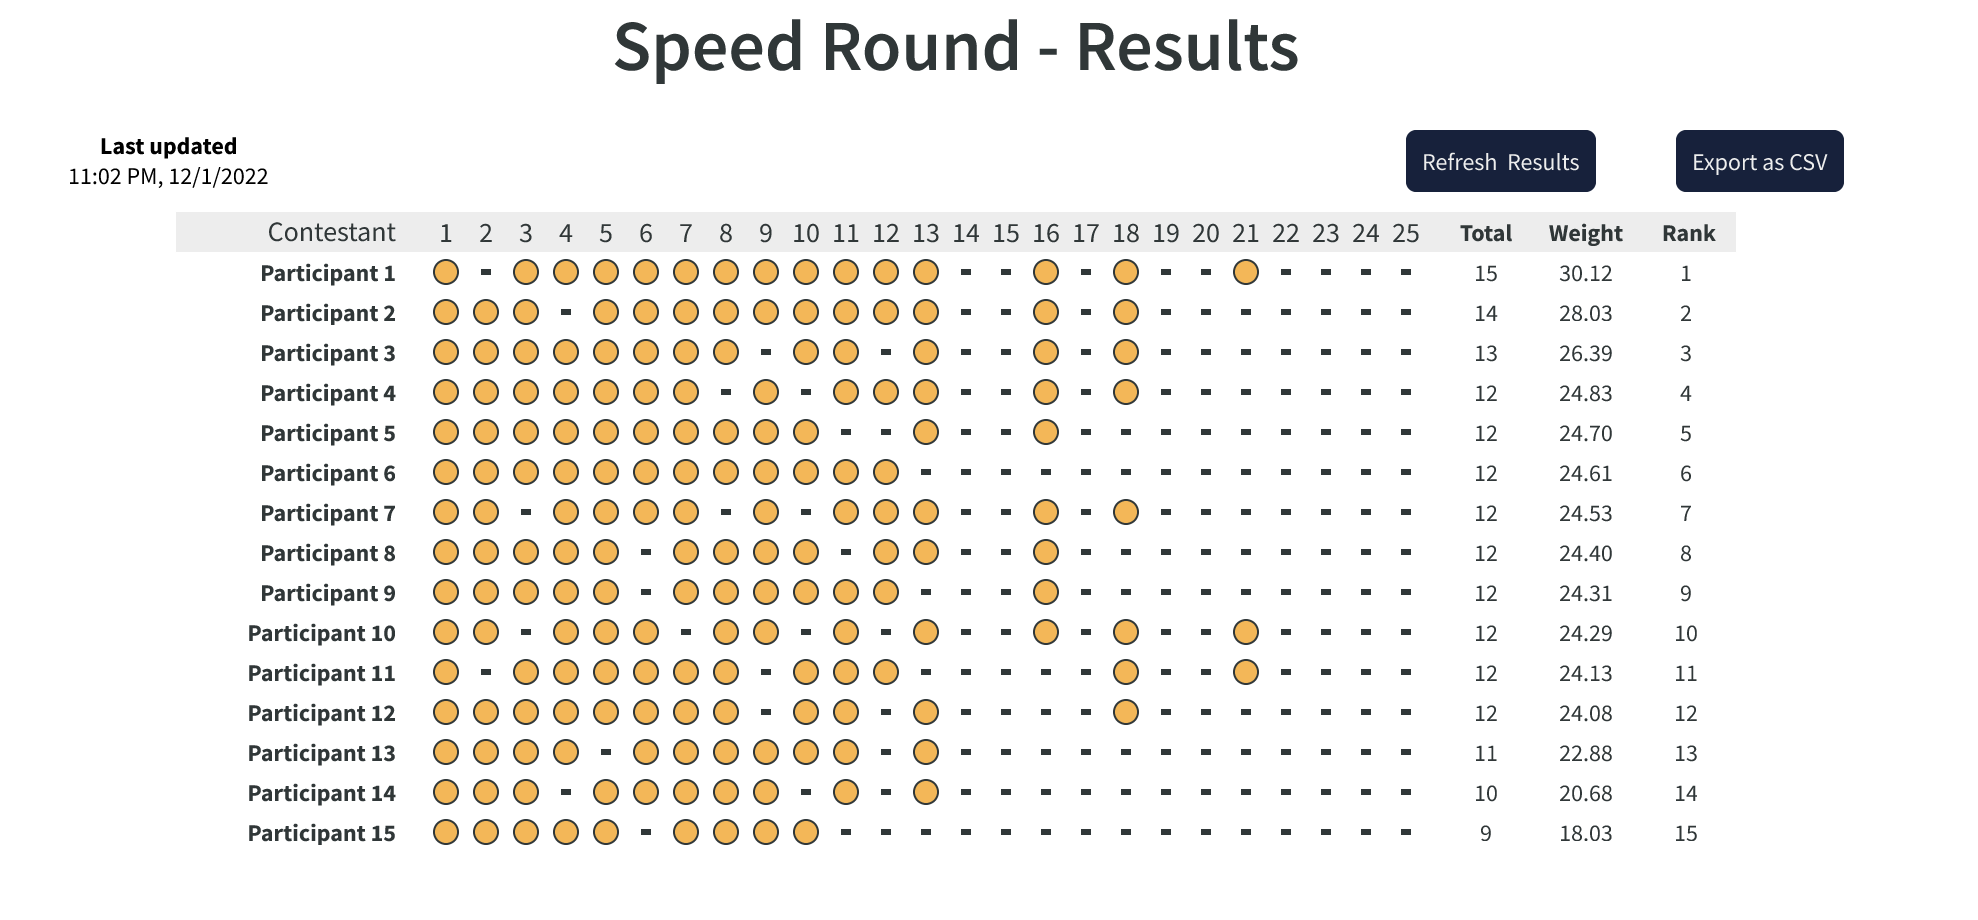 Speed Round - Results
Last updated
11:02 PM, 12/1/2022
Refresh Results
Export as CSV
Contestant 1 2 3 4 5 6 7 8 9 10 11 12 13 14 15 16 17 18 19 20 21 22 23 24 25 Total Weight Rank
Participant 1 - - - - - - - - - - 15 30.12 1
Participant 2 - - - - - - - - - - - 14 28.03 2
Participant 3 - - - - - - - - - - - - 13 26.39 3
Participant 4 - - - - - - - - - - - - 12 24.83 4
Participant 5 - - - - - - - - - - - - - 12 24.70 5
Participant 6 - - - - - - - - - - - - - 12 24.61 6
Participant 7 - - - - - - - - - - - - - 12 24.53 7
Participant 8 - - - - - - - - - - - - - 12 24.40 8
Participant 9 - - - - - - - - - - - - - 12 24.31 9
Participant 10 - - - - - - - - - - - - - 12 24.29 10
Participant 11 - - - - - - - - - - - - - 12 24.13 11
Participant 12 - - - - - - - - - - - - - 12 24.08 12
Participant 13 - - - - - - - - - - - - - - 11 22.88 13
Participant 14 - - - - - - - - - - - - - - - 10 20.68 14
Participant 15 - - - - - - - - - - - - - - - - 9 18.03 15